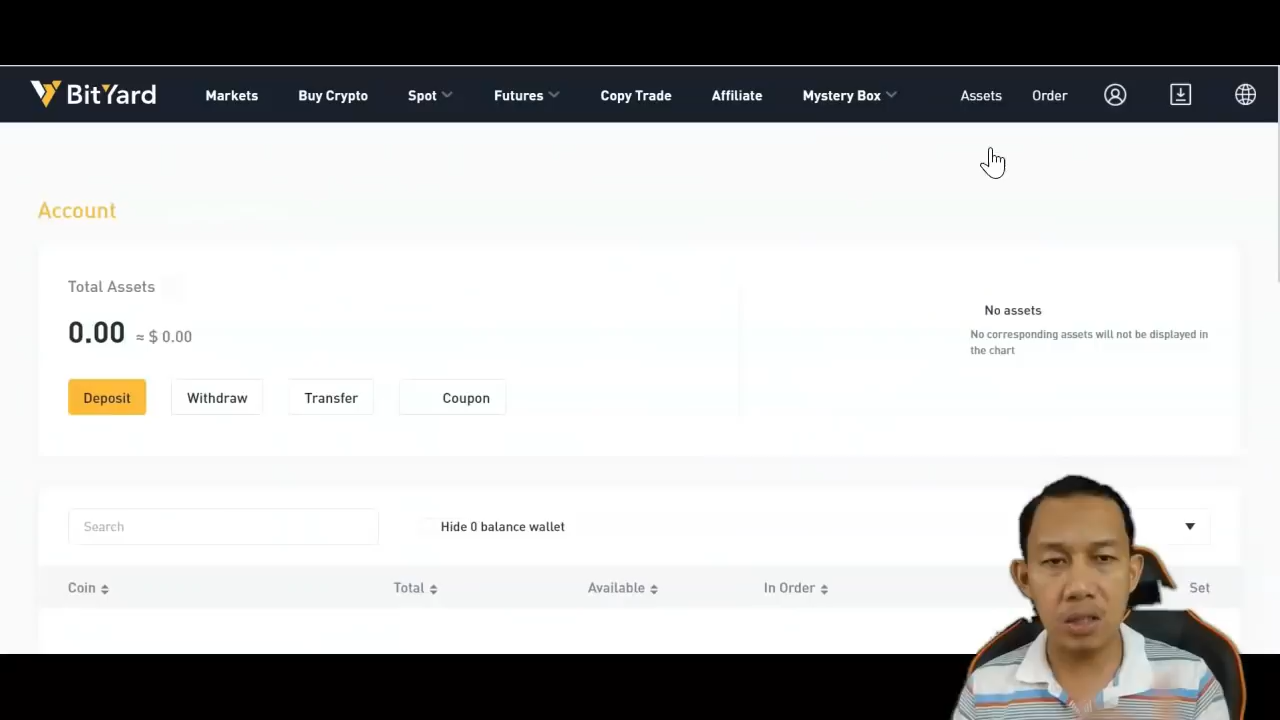 BitYard Markets Buy Crypto Spot Futures Copy Trade Affiliate Mystery Box Assets Order
Account
Total Assets
0.00 ≈ $ 0.00
No assets
No corresponding assets will not be displayed in
the chart
Deposit Withdraw Transfer Coupon
Search Hide 0 balance wallet
Coin Total Available In Order Set